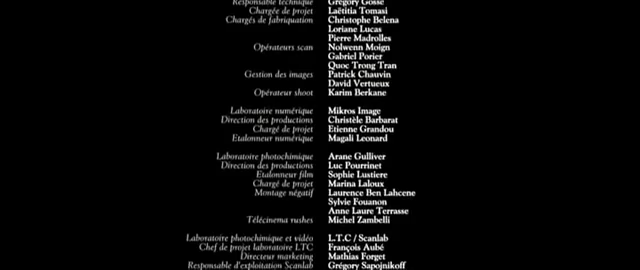 Responsable technique Grégory Gosse
Chargée de projet Laëtitia Tomasi
Chargés de fabriquation Christophe Belena
Loriane Lucas
Pierre Madrolles
Opérateurs scan Nolwenn Moign
Gabriel Porier
Quoc Trong Tran
Gestion des images Patrick Chauvin
David Vertueux
Opérateur shoot Karim Berkane
Laboratoire numérique Mikros Image
Direction des productions Christèle Barbarat
Chargé de projet Etienne Grandou
Etalonneur numérique Magali Leonard
Laboratoire photochimique Arane Gulliver
Direction des productions Luc Pourrinet
Etalonneur film Sophie Lustiere
Chargé de projet Marina Laloux
Montage négatif Laurence Ben Lahcene
Sylvie Fouanon
Anne Laure Terrasse
Télécinema rushes Michel Zambelli
Laboratoire photochimique et vidéo L.T.C / Scanlab
Chef de projet laboratoire LTC François Aubé
Directeur marketing Mathias Forget
Responsable d'exploitation Scanlab Grégory Sapojnikoff